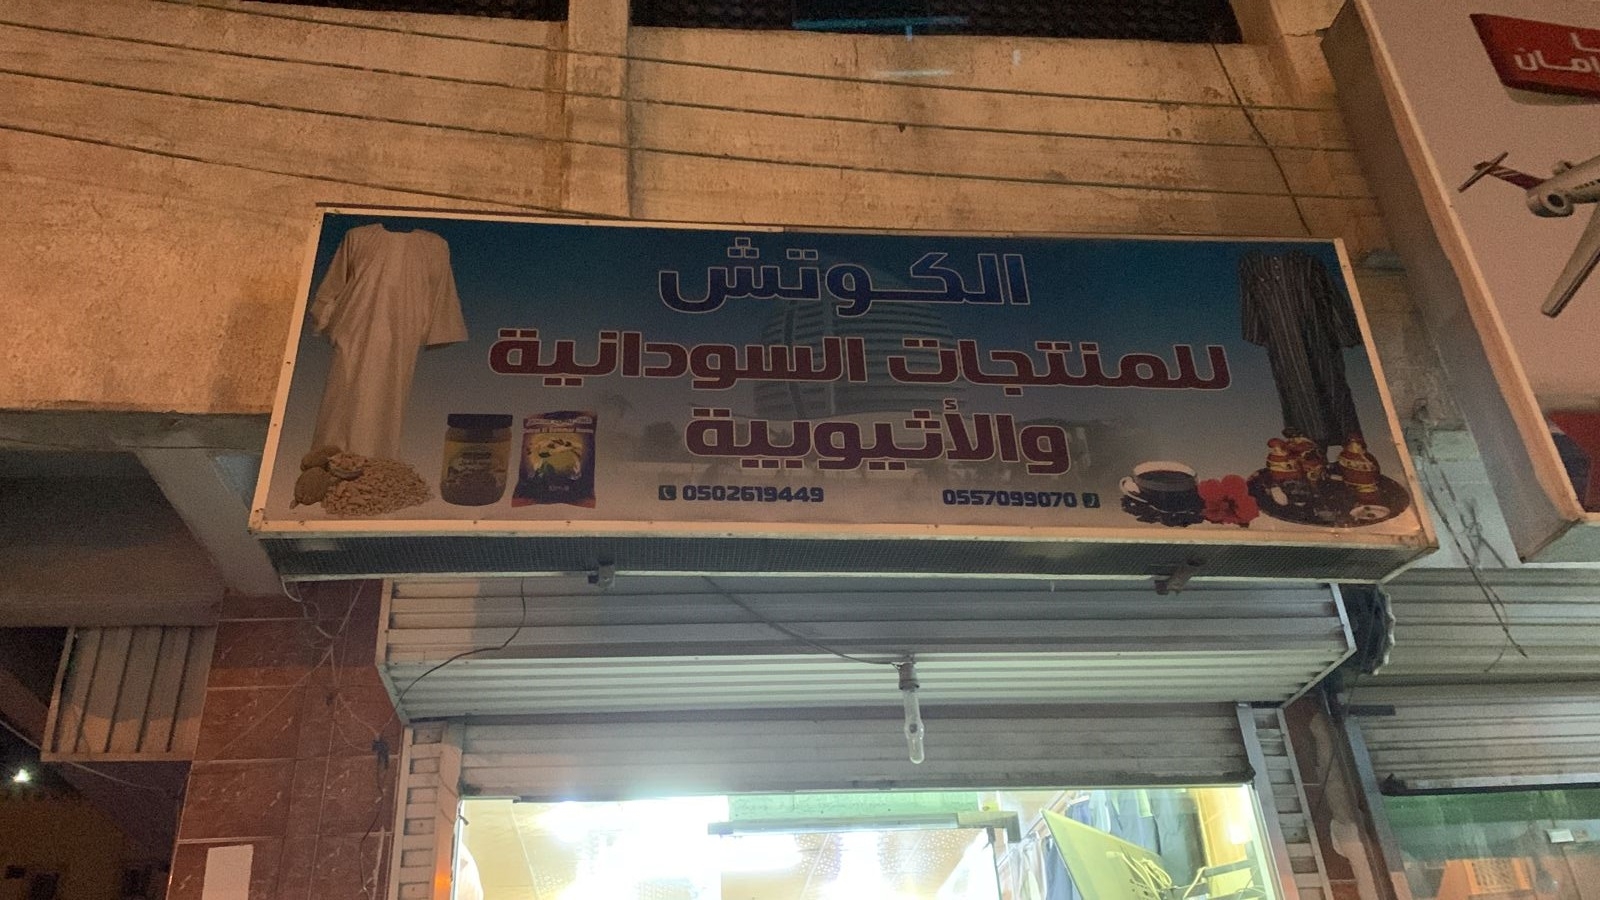 الكوتش
للمنتجات السودانية
والأثيوبية
0502619449
0557099070